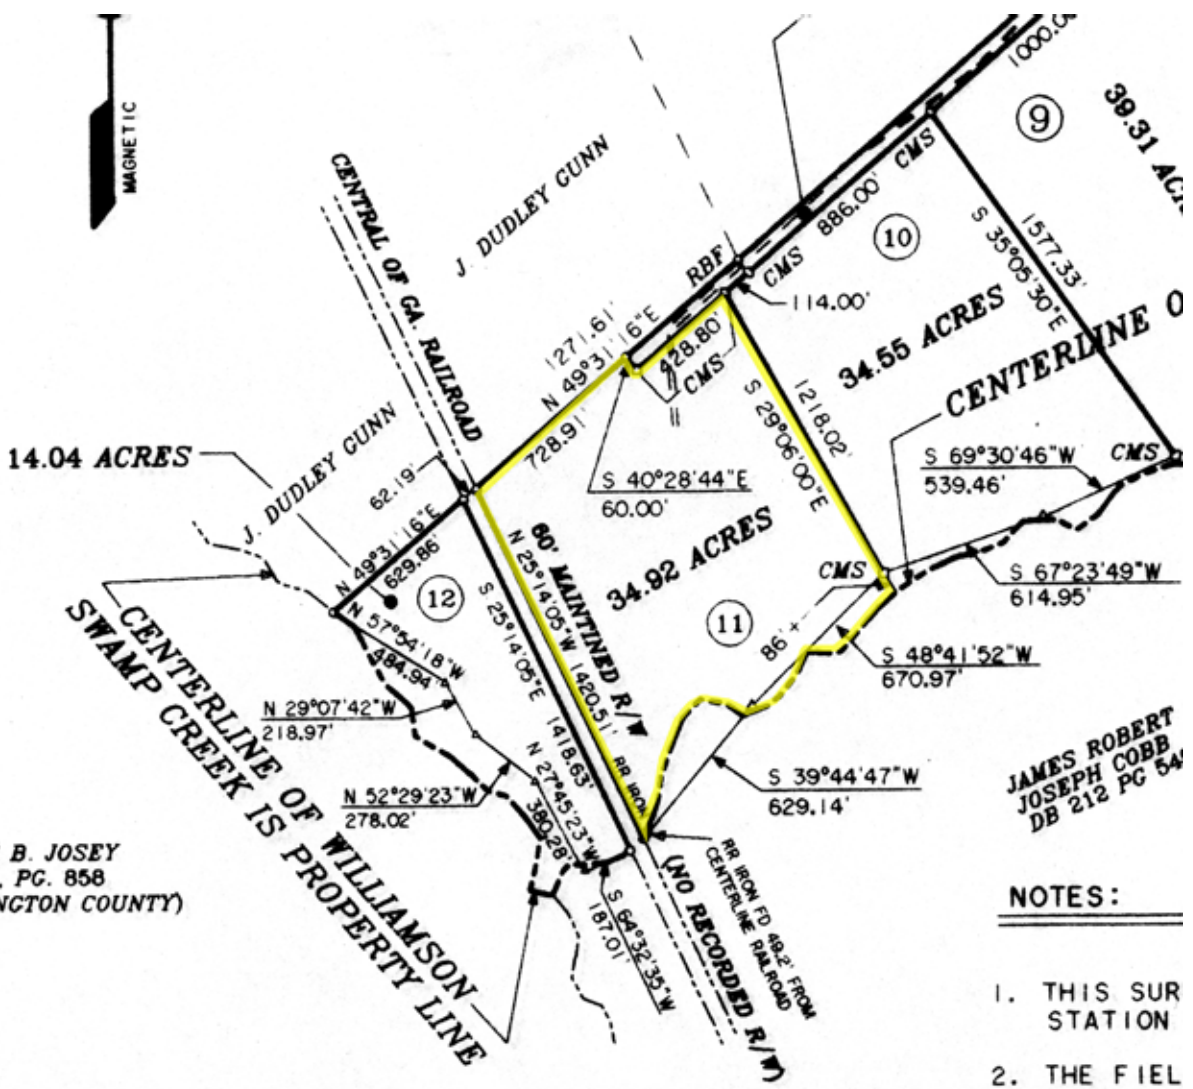 MAGNETIC
1000.0
9
39.31 ACR
CMS
886.00'
10
CENTRAL OF GA. RAILROAD
J. DUDLEY GUNN
RBF
CMS
114.00'
1577.33'
S 35°05'30"E
34.55 ACRES
CENTERLINE O
1271.61'
N 49°31'16"E
428.80'
CMS
728.91'
S 29°06'00"E
1218.02'
J. DUDLEY GUNN
14.04 ACRES
62.19'
S 40°28'44"E
60.00'
S 69°30'46"W
539.46'
CMS
N 49°31'16"E
629.86'
12
60' MAINTINED R/W
N 25°14'05"W 1420.51'
34.92 ACRES
11
CMS
S 67°23'49"W
614.95'
86' +
S 48°41'52"W
670.97'
N 57°54'18"W
484.94'
S 25°14'05"E 1418.63'
N 29°07'42"W
218.97'
RR IRON
S 39°44'47"W
629.14'
N 52°29'23"W
278.02'
N 27°45'23"W
380.28'
CENTERLINE OF WILLIAMSON
SWAMP CREEK IS PROPERTY LINE
JAMES ROBERT
JOSEPH COBB
DB 212 PG 549
B. JOSEY
, PG. 858
NGTON COUNTY)
S 64°32'35"W
187.01'
(NO RECORDED R/W)
RR IRON FD 49.2' FROM
CENTERLINE RAILROAD
NOTES:
1. THIS SUR
STATION
2. THE FIEL